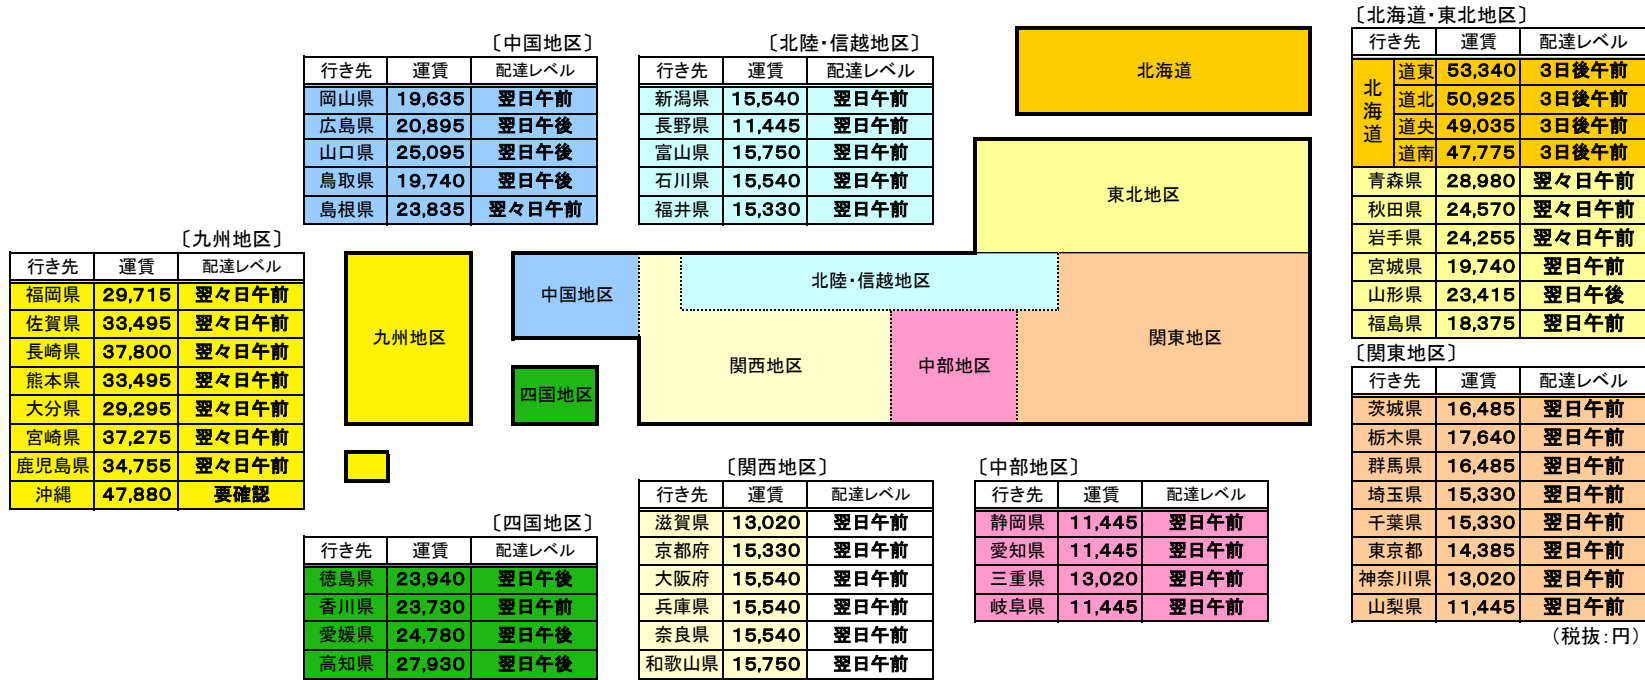 〔中国地区〕
行き先 運賃 配達レベル
岡山県 19,635 翌日午前
広島県 20,895 翌日午後
山口県 25,095 翌日午後
鳥取県 19,740 翌日午後
島根県 23,835 翌々日午前
〔北陸・信越地区〕
行き先 運賃 配達レベル
新潟県 15,540 翌日午前
長野県 11,445 翌日午前
富山県 15,750 翌日午前
石川県 15,540 翌日午前
福井県 15,330 翌日午前
〔北海道・東北地区〕
行き先 運賃 配達レベル
北海道
道東 53,340 3日後午前
道北 50,925 3日後午前
道央 49,035 3日後午前
道南 47,775 3日後午前
青森県 28,980 翌々日午前
秋田県 24,570 翌々日午前
岩手県 24,255 翌々日午前
宮城県 19,740 翌日午前
山形県 23,415 翌日午後
福島県 18,375 翌日午前
北海道
東北地区
北陸・信越地区
中国地区
九州地区
四国地区
関西地区
中部地区
関東地区
〔九州地区〕
行き先 運賃 配達レベル
福岡県 29,715 翌々日午前
佐賀県 33,495 翌々日午前
長崎県 37,800 翌々日午前
熊本県 33,495 翌々日午前
大分県 29,295 翌々日午前
宮崎県 37,275 翌々日午前
鹿児島県 34,755 翌々日午前
沖縄 47,880 要確認
〔四国地区〕
行き先 運賃 配達レベル
徳島県 23,940 翌日午後
香川県 23,730 翌日午前
愛媛県 24,780 翌日午後
高知県 27,930 翌日午後
〔関西地区〕
行き先 運賃 配達レベル
滋賀県 13,020 翌日午前
京都府 15,330 翌日午前
大阪府 15,540 翌日午前
兵庫県 15,540 翌日午前
奈良県 15,540 翌日午前
和歌山県 15,750 翌日午前
〔中部地区〕
行き先 運賃 配達レベル
静岡県 11,445 翌日午前
愛知県 11,445 翌日午前
三重県 13,020 翌日午前
岐阜県 11,445 翌日午前
〔関東地区〕
行き先 運賃 配達レベル
茨城県 16,485 翌日午前
栃木県 17,640 翌日午前
群馬県 16,485 翌日午前
埼玉県 15,330 翌日午前
千葉県 15,330 翌日午前
東京都 14,385 翌日午前
神奈川県 13,020 翌日午前
山梨県 11,445 翌日午前
（税抜：円）